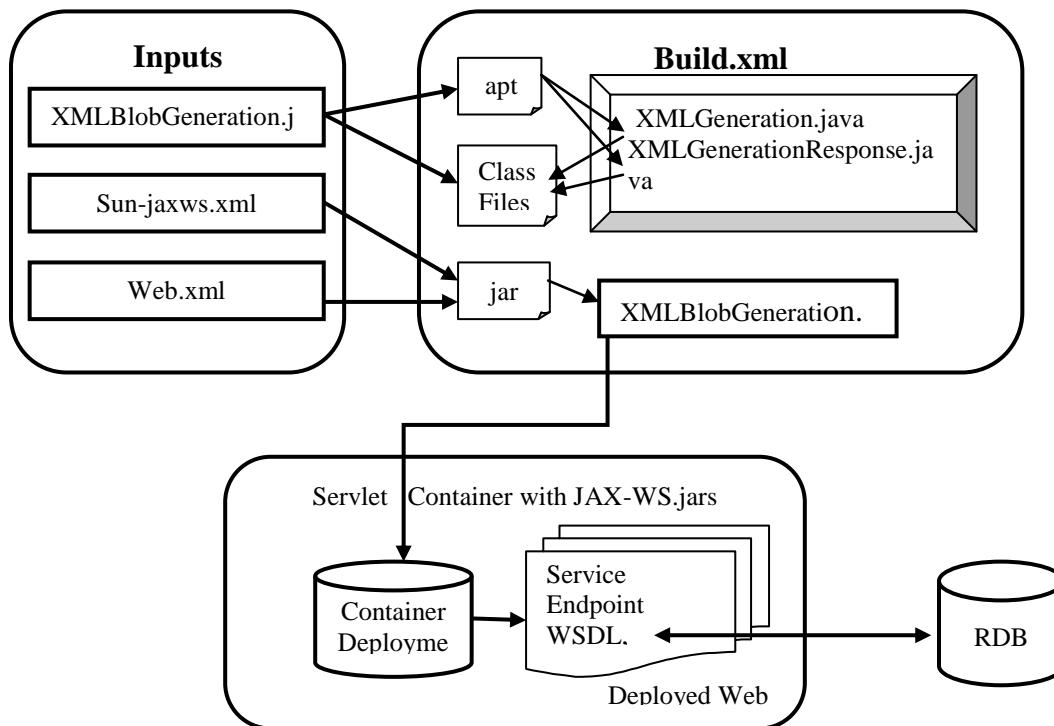 Inputs
XMLBlobGeneration.j
Sun-jaxws.xml
Web.xml
Build.xml
apt
XMLGeneration.java
XMLGenerationResponse.ja
va
Class
Files
jar
XMLBlobGeneration.
Servlet Container with JAX-WS.jars
Container
Deployme
Service
Endpoint
WSDL,
Deployed Web
RDB